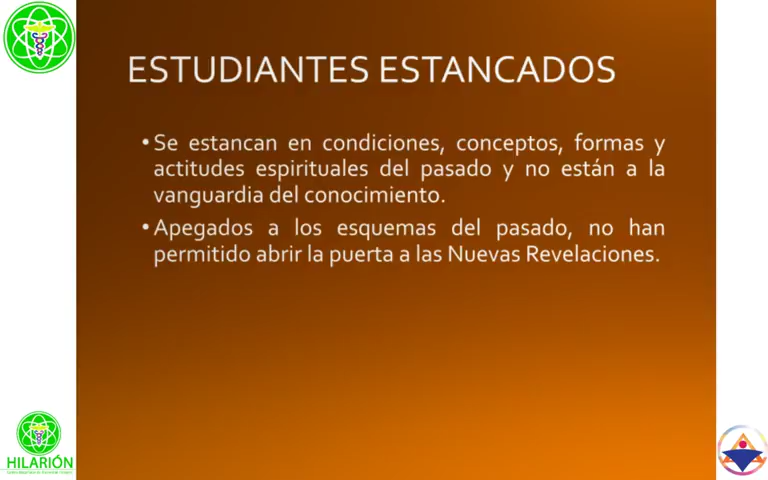 ESTUDIANTES ESTANCADOS
•Se estancan en condiciones, conceptos, formas y
actitudes espirituales del pasado y no están a la
vanguardia del conocimiento.
•Apegados a los esquemas del pasado, no han
permitido abrir la puerta a las Nuevas Revelaciones.
HILARIÓN